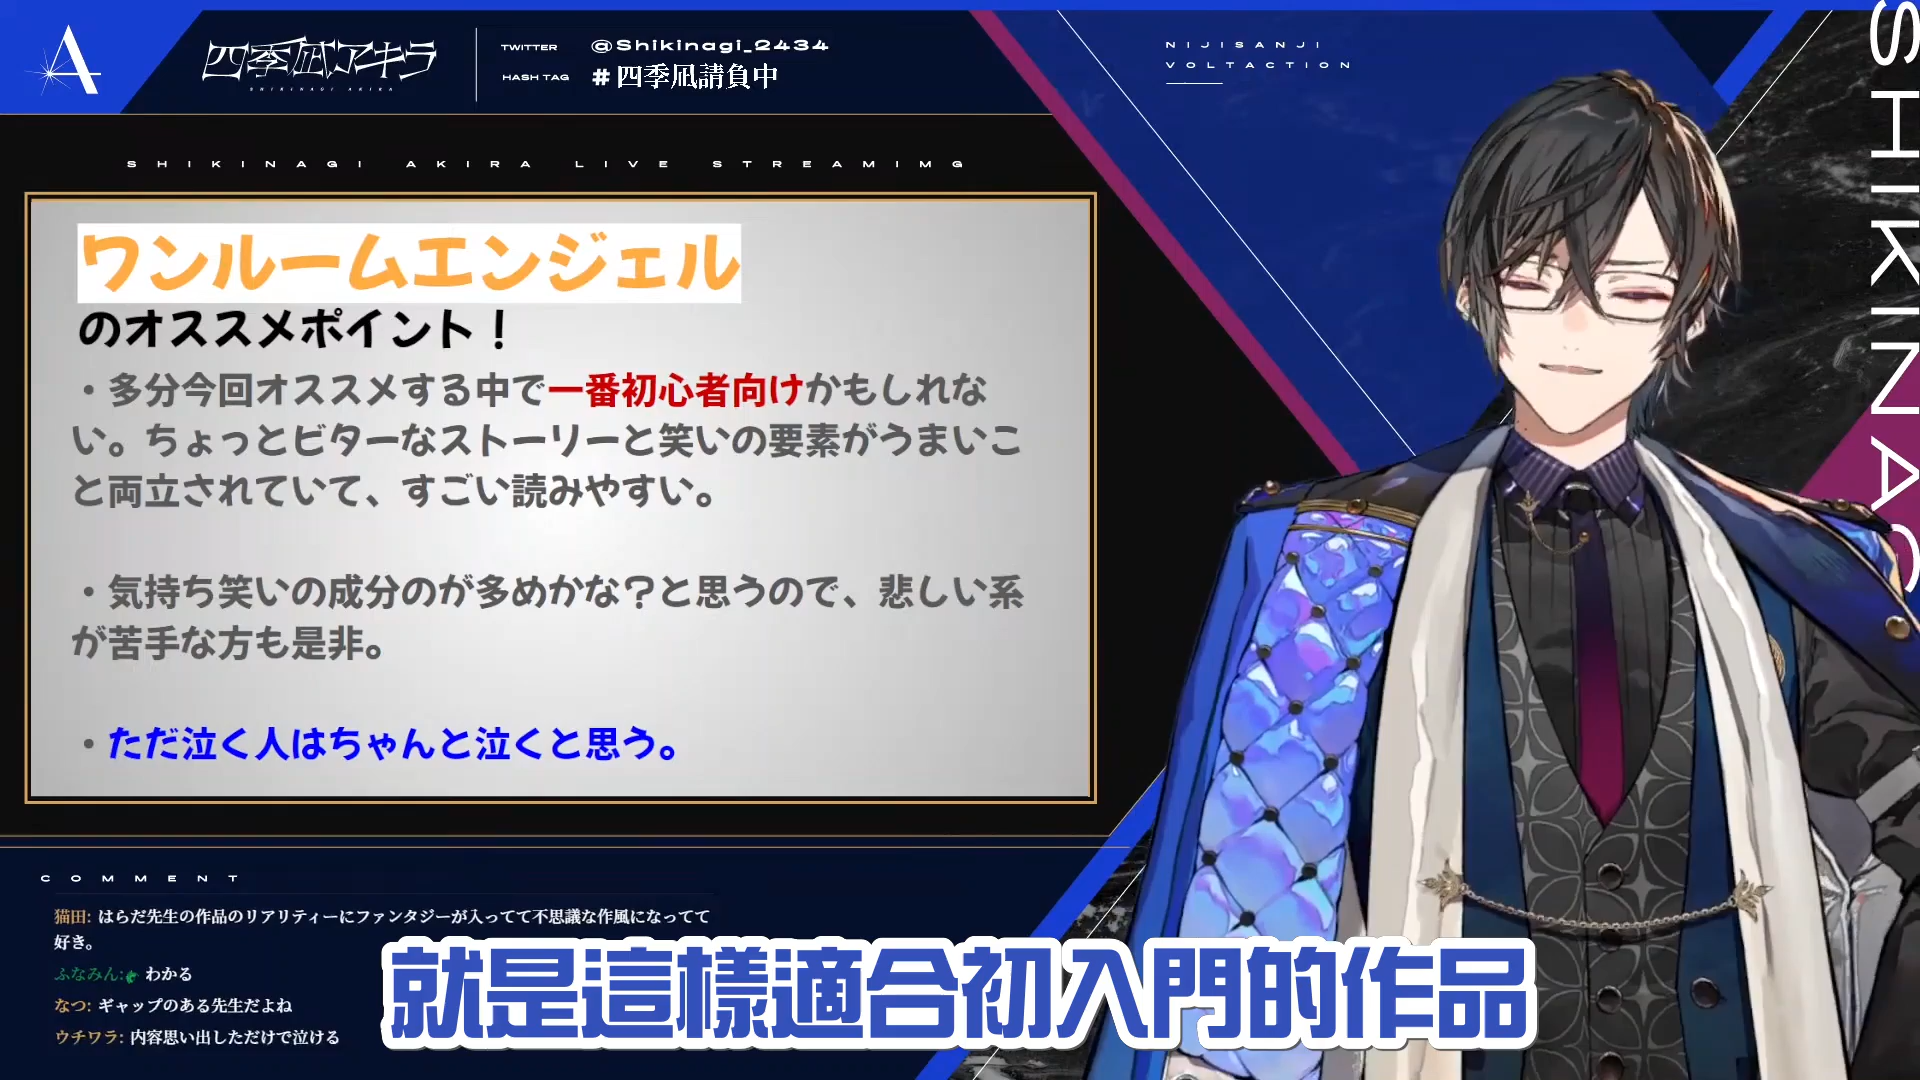 A
四季凪アキラ
SHIKINAGI AKIRA
TWITTER @Shikinagi_2434
HASH TAG #四季凪請負中
NIJISANJI
VOLTACTION
SHIKINAG
SHIKINAGI AKIRA LIVE STREAMIMG
ワンルームエンジェル
のオススメポイント！
・多分今回オススメする中で一番初心者向けかもしれな
い。ちょっとビターなストーリーと笑いの要素がうまいこ
と両立されていて、すごい読みやすい。
・気持ち笑いの成分のが多めかな？と思うので、悲しい系
が苦手な方も是非。
・ただ泣く人はちゃんと泣くと思う。
COMMENT
猫田: はらだ先生の作品のリアリティーにファンタジーが入ってて不思議な作風になってて
好き。
ふなみん: わかる
なつ: ギャップのある先生だよね
ウチワラ: 内容思い出しただけで泣ける
就是這樣適合初入門的作品